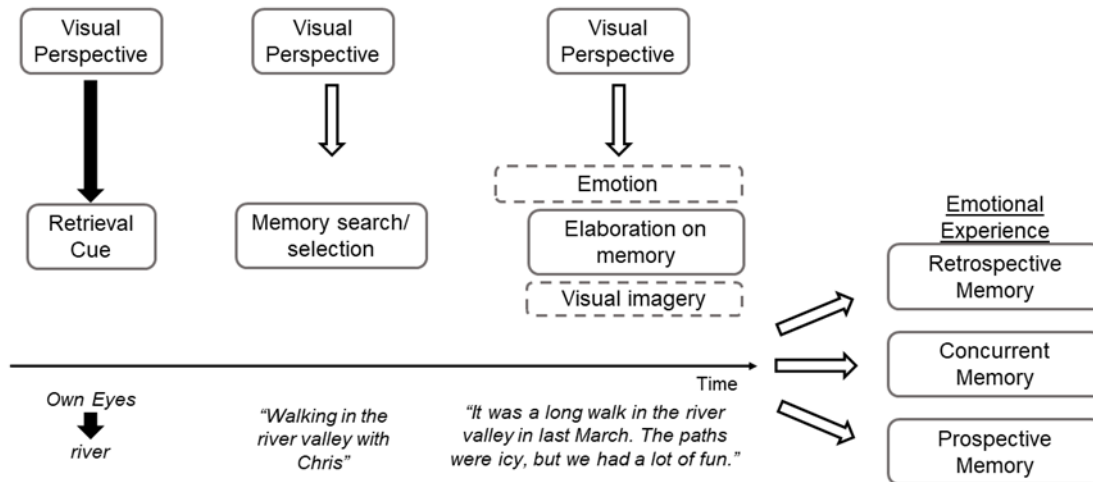 Visual
Perspective
Visual
Perspective
Visual
Perspective
Retrieval
Cue
Memory search/
selection
Emotion
Elaboration on
memory
Visual imagery
Emotional
Experience
Retrospective
Memory
Concurrent
Memory
Prospective
Memory
Time
Own Eyes
river
“Walking in the
river valley with
Chris”
“It was a long walk in the river
valley in last March. The paths
were icy, but we had a lot of fun.”